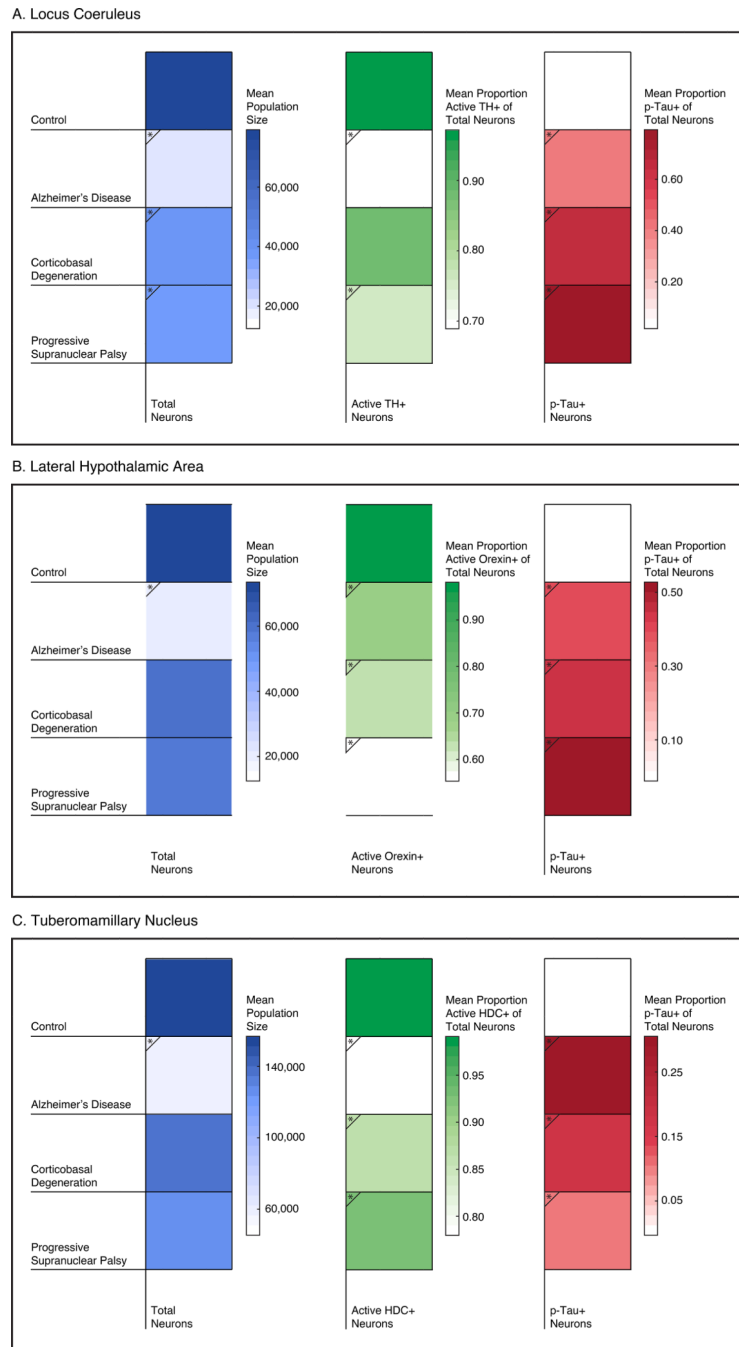 A. Locus Coeruleus
Control
Alzheimer's Disease
Corticobasal
Degeneration
Progressive
Supranuclear Palsy
*
*
*
Total
Neurons
Mean
Population
Size
60,000
40,000
20,000
*
*
Active TH+
Neurons
Mean Proportion
Active TH+ of
Total Neurons
0.90
0.80
0.70
*
*
*
p-Tau+
Neurons
Mean Proportion
p-Tau+ of
Total Neurons
0.60
0.40
0.20
B. Lateral Hypothalamic Area
Control
Alzheimer's Disease
Corticobasal
Degeneration
Progressive
Supranuclear Palsy
*
Total
Neurons
Mean
Population
Size
60,000
40,000
20,000
*
*
*
Active Orexin+
Neurons
Mean Proportion
Active Orexin+ of
Total Neurons
0.90
0.80
0.70
0.60
*
*
*
p-Tau+
Neurons
Mean Proportion
p-Tau+ of
Total Neurons
0.50
0.30
0.10
C. Tuberomamillary Nucleus
Control
Alzheimer's Disease
Corticobasal
Degeneration
Progressive
Supranuclear Palsy
*
Total
Neurons
Mean
Population
Size
140,000
100,000
60,000
*
*
*
Active HDC+
Neurons
Mean Proportion
Active HDC+ of
Total Neurons
0.95
0.90
0.85
0.80
*
*
*
p-Tau+
Neurons
Mean Proportion
p-Tau+ of
Total Neurons
0.25
0.15
0.05